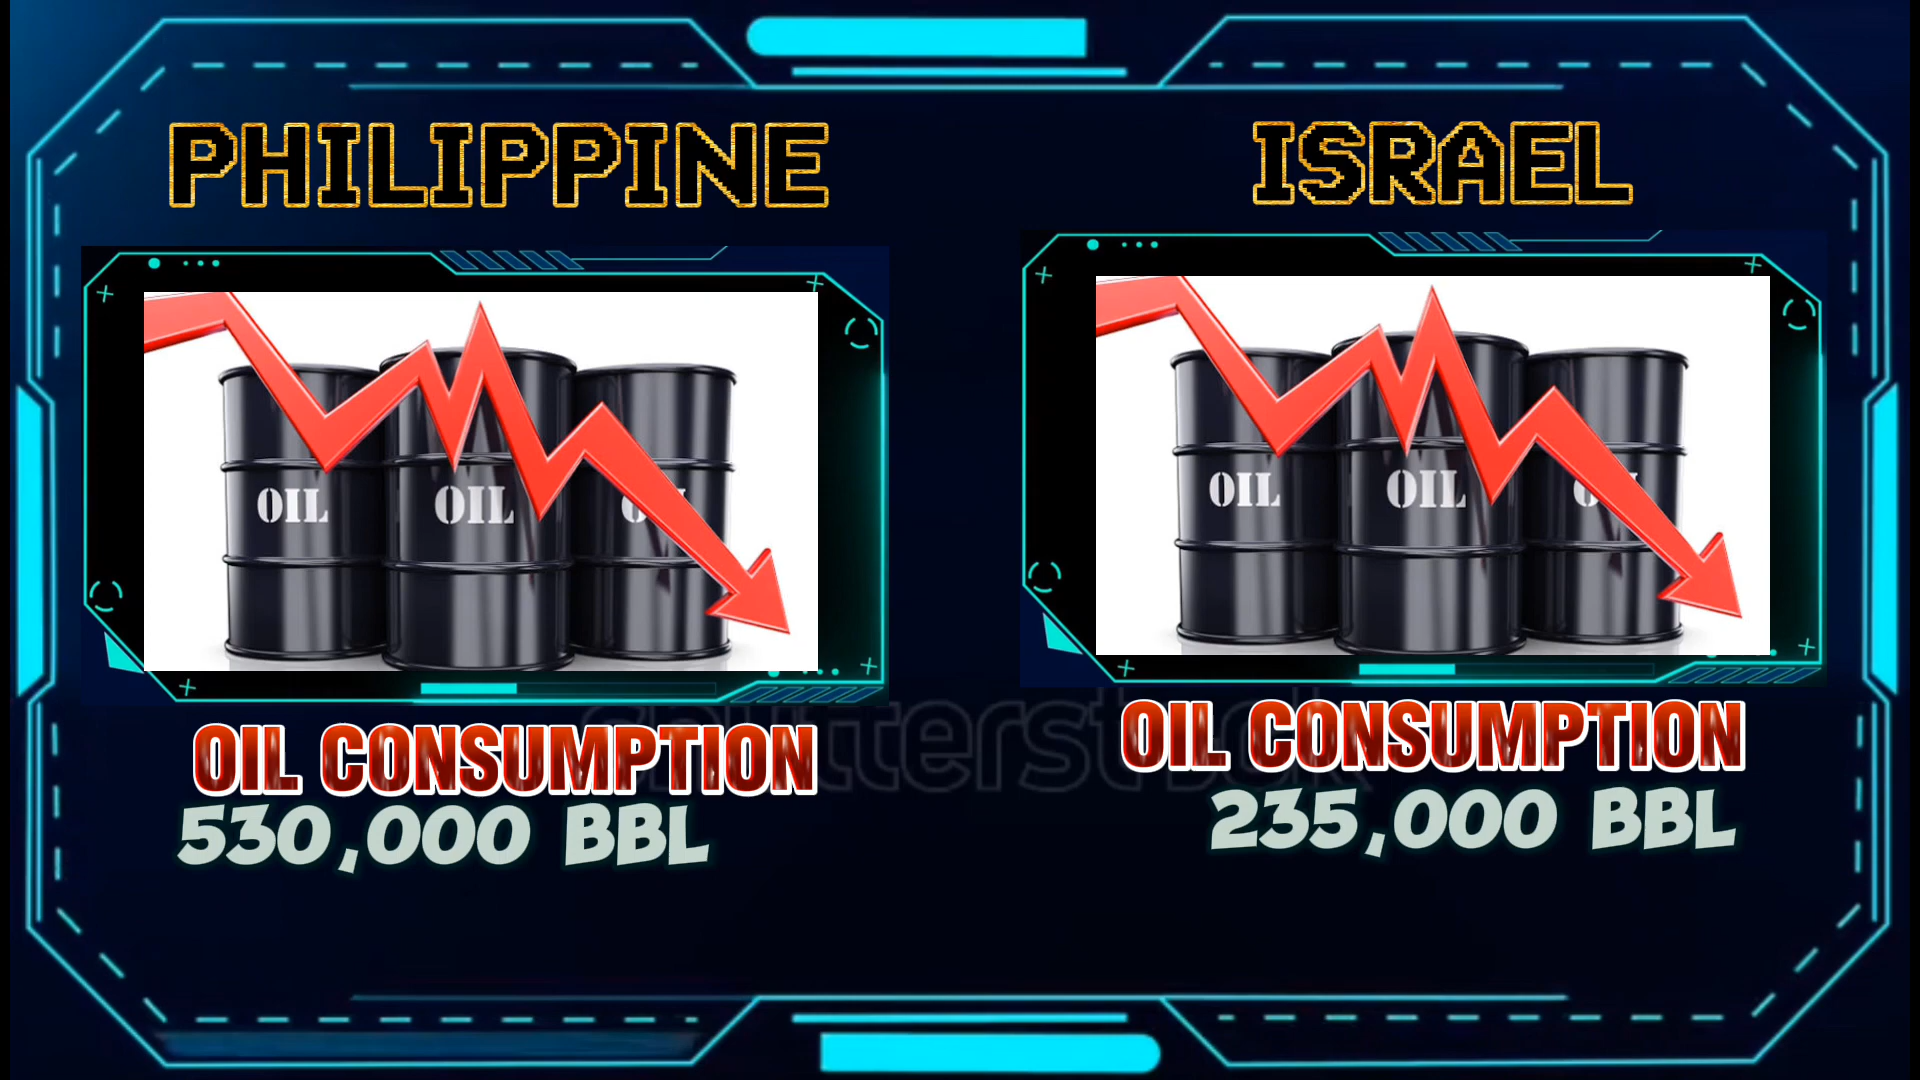 PHILIPPINE
ISRAEL
OIL
OIL
OIL
OIL
OIL CONSUMPTION
530,000 BBL
OIL CONSUMPTION
235,000 BBL